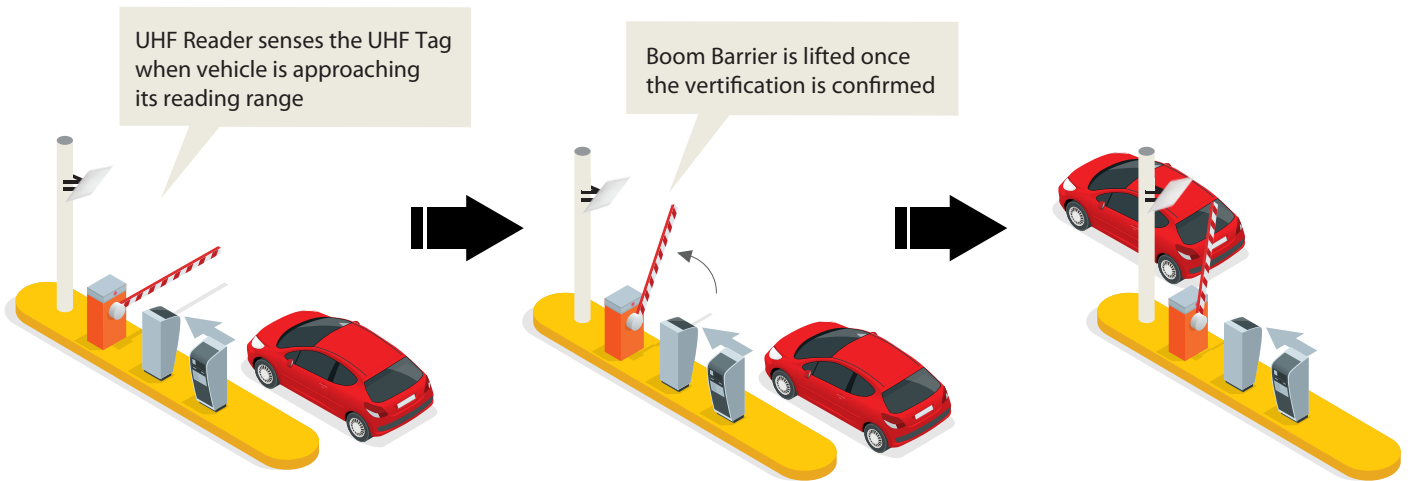 UHF Reader senses the UHF Tag
when vehicle is approaching
its reading range
Boom Barrier is lifted once
the vertification is confirmed